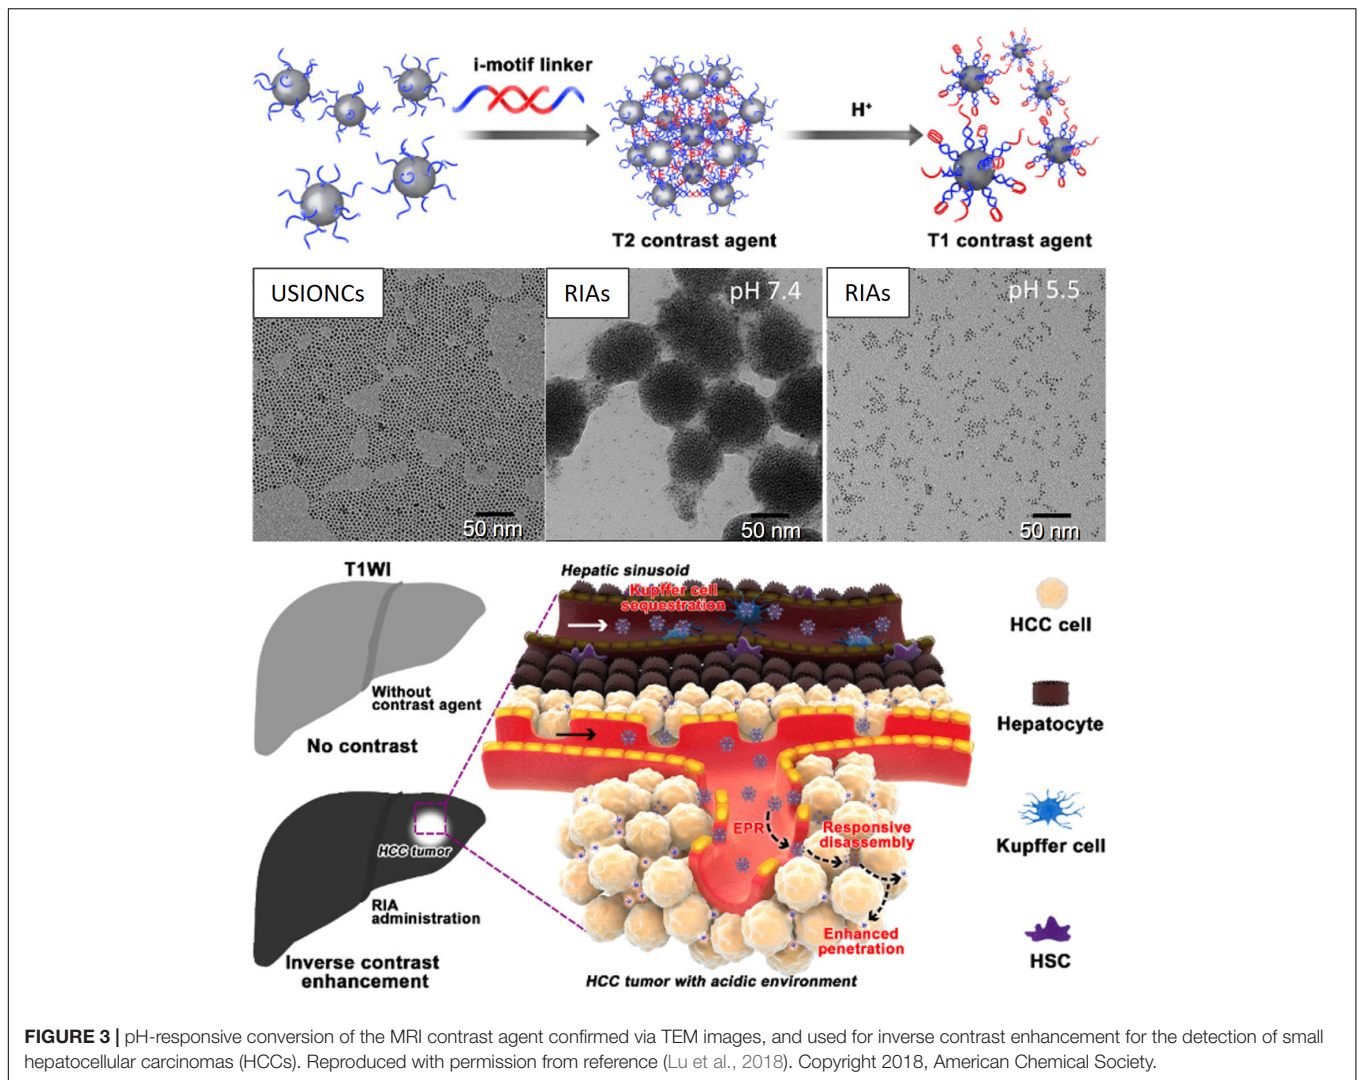 i-motif linker
H⁺
T2 contrast agent
T1 contrast agent
USIONCs
RIAs
pH 7.4
RIAs
pH 5.5
50 nm
50 nm
50 nm
T1WI
Without
contrast agent
No contrast
HCC tumor
RIA
administration
Inverse contrast
enhancement
Hepatic sinusoid
Kupffer cell
sequestration
EPR
Responsive
disassembly
Enhanced
penetration
HCC tumor with acidic environment
HCC cell
Hepatocyte
Kupffer cell
HSC
FIGURE 3 | pH-responsive conversion of the MRI contrast agent confirmed via TEM images, and used for inverse contrast enhancement for the detection of small
hepatocellular carcinomas (HCCs). Reproduced with permission from reference (Lu et al., 2018). Copyright 2018, American Chemical Society.